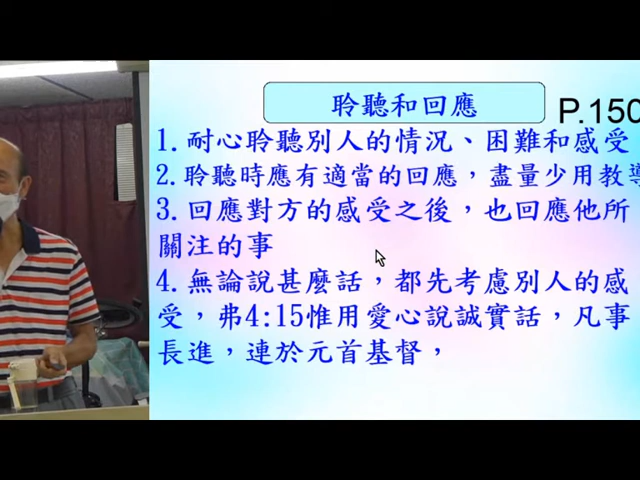 聆聽和回應
P.150
1.耐心聆聽別人的情況、困難和感受
2.聆聽時應有適當的回應，盡量少用教導
3.回應對方的感受之後，也回應他所
關注的事
4.無論說甚麼話，都先考慮別人的感
受，弗4:15惟用愛心說誠實話，凡事
長進，連於元首基督，